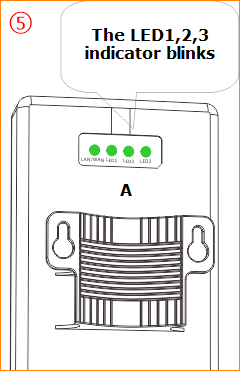 ⑤
The LED1,2,3
indicator blinks
LAN/WAN LED1 LED2 LED3
A